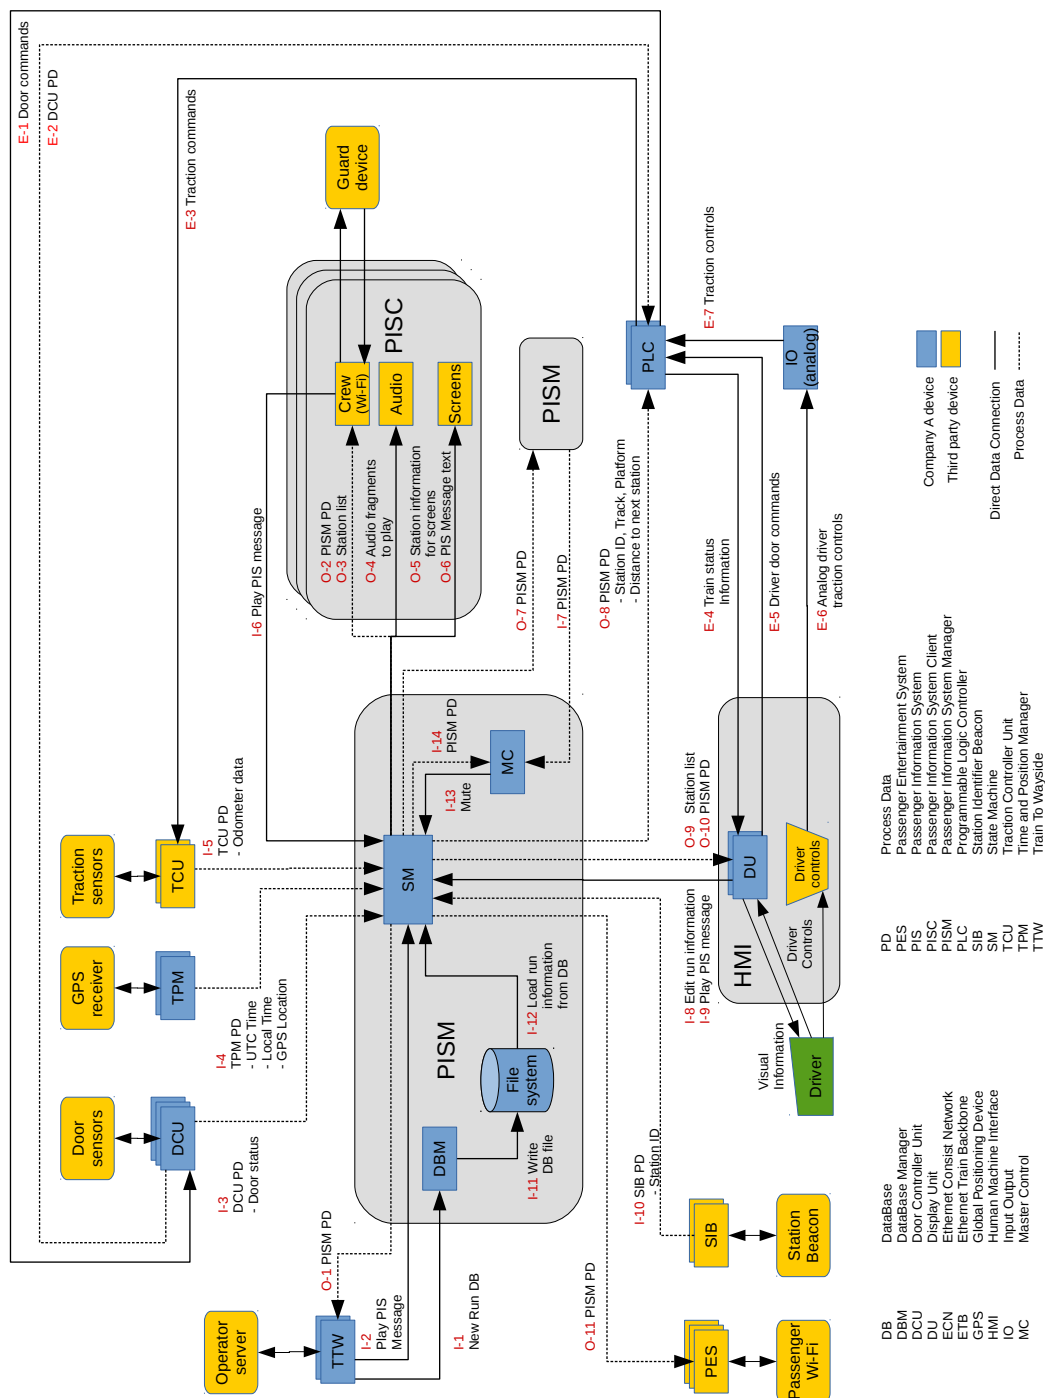 E-1 Door commands
E-2 DCU PD
E-3 Traction commands
Operator
server
TTW
O-1 PISM PD
I-2
Play PIS
Message
I-1
New Run DB
Door
sensors
DCU
I-3
DCU PD
- Door status
GPS
receiver
TPM
I-4
TPM PD
- UTC Time
- Local Time
- GPS Location
Traction
sensors
TCU
I-5
TCU PD
- Odometer data
I-6 Play PIS message
Guard
device
PISC
Crew
(Wi-Fi)
Audio
Screens
O-2 PISM PD
O-3 Station list
O-4 Audio fragments
to play
O-5 Station information
for screens
O-6 PIS Message text
PISM
DBM
I-11 Write
DB file
File
system
I-12 Load run
information
from DB
SM
I-13
Mute
I-14
PISM PD
MC
O-7 PISM PD
I-7 PISM PD
PISM
O-8 PISM PD
- Station ID, Track, Platform
- Distance to next station
PLC
E-7 Traction controls
IO
(analog)
E-4 Train status
Information
E-5 Driver door commands
E-6 Analog driver
traction controls
O-11 PISM PD
PES
Passenger
Wi-Fi
I-10 SIB PD
- Station ID
SIB
Station
Beacon
I-8 Edit run information
I-9 Play PIS message
O-9 Station list
O-10 PISM PD
HMI
DU
Driver
controls
Driver
Controls
Visual
Information
Driver
DB DataBase
DBM DataBase Manager
DCU Door Controller Unit
DU Display Unit
ECN Ethernet Consist Network
ETB Ethernet Train Backbone
GPS Global Positioning Device
HMI Human Machine Interface
IO Input Output
MC Master Control
PD Process Data
PES Passenger Entertainment System
PIS Passenger Information System
PISC Passenger Information System Client
PISM Passenger Information System Manager
PLC Programmable Logic Controller
SIB Station Identifier Beacon
SM State Machine
TCU Traction Controller Unit
TPM Time and Position Manager
TTW Train To Wayside
Company A device
Third party device
Direct Data Connection
Process Data